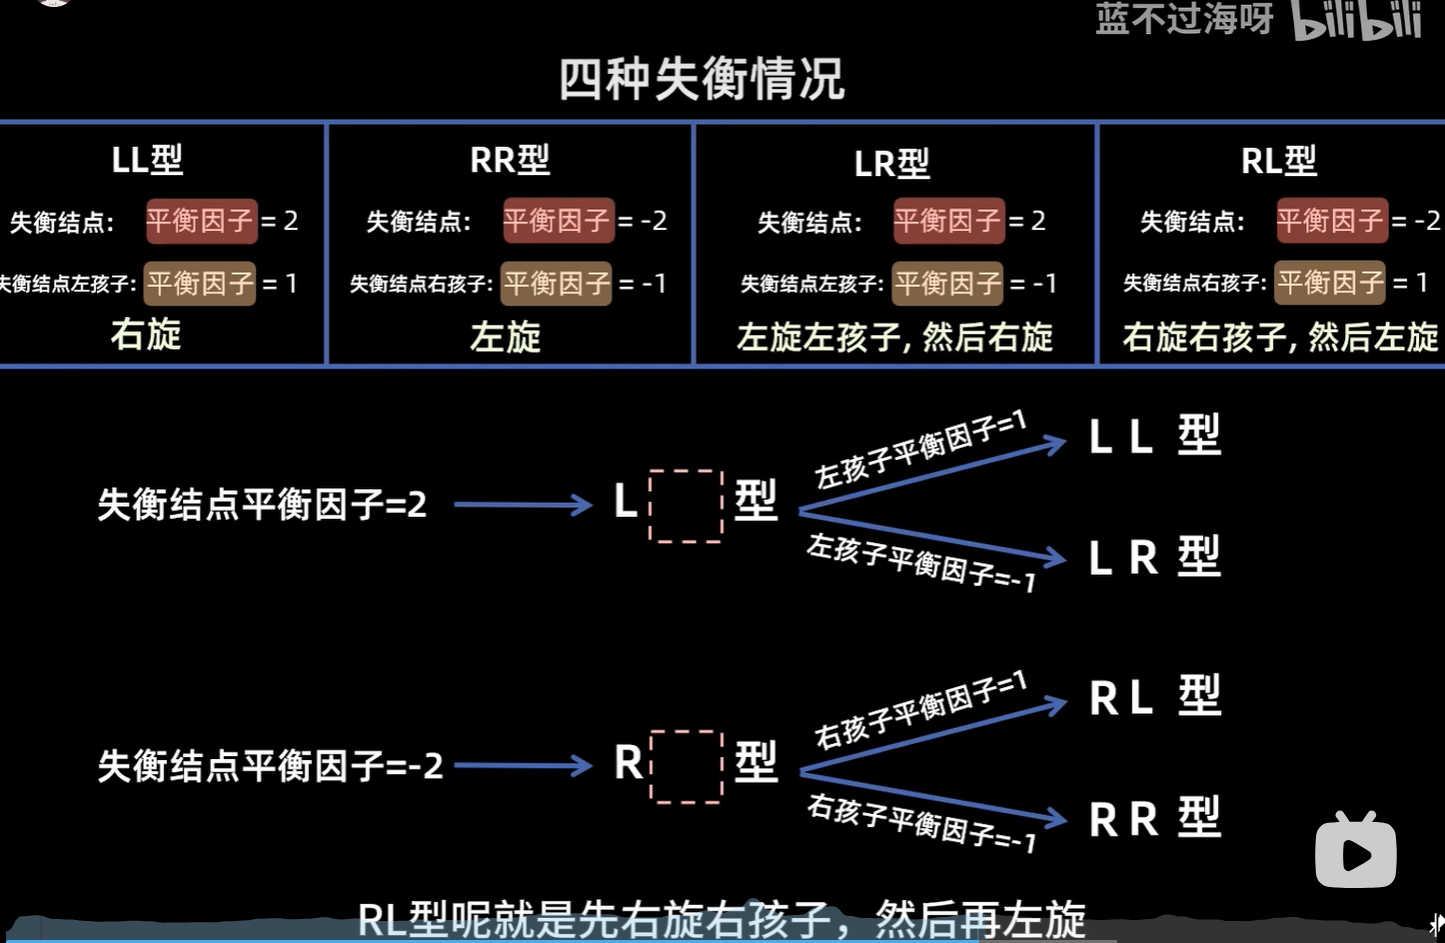 蓝不过海呀 bilibili
四种失衡情况
LL型
失衡结点: 平衡因子 = 2
失衡结点左孩子: 平衡因子 = 1
右旋
RR型
失衡结点: 平衡因子 = -2
失衡结点右孩子: 平衡因子 = -1
左旋
LR型
失衡结点: 平衡因子 = 2
失衡结点左孩子: 平衡因子 = -1
左旋左孩子, 然后右旋
RL型
失衡结点: 平衡因子 = -2
失衡结点右孩子: 平衡因子 = 1
右旋右孩子, 然后左旋
失衡结点平衡因子=2
L 型
左孩子平衡因子=1
L L 型
左孩子平衡因子=-1
L R 型
失衡结点平衡因子=-2
R 型
右孩子平衡因子=1
R L 型
右孩子平衡因子=-1
R R 型
RL型呢就是先右旋右孩子，然后再左旋